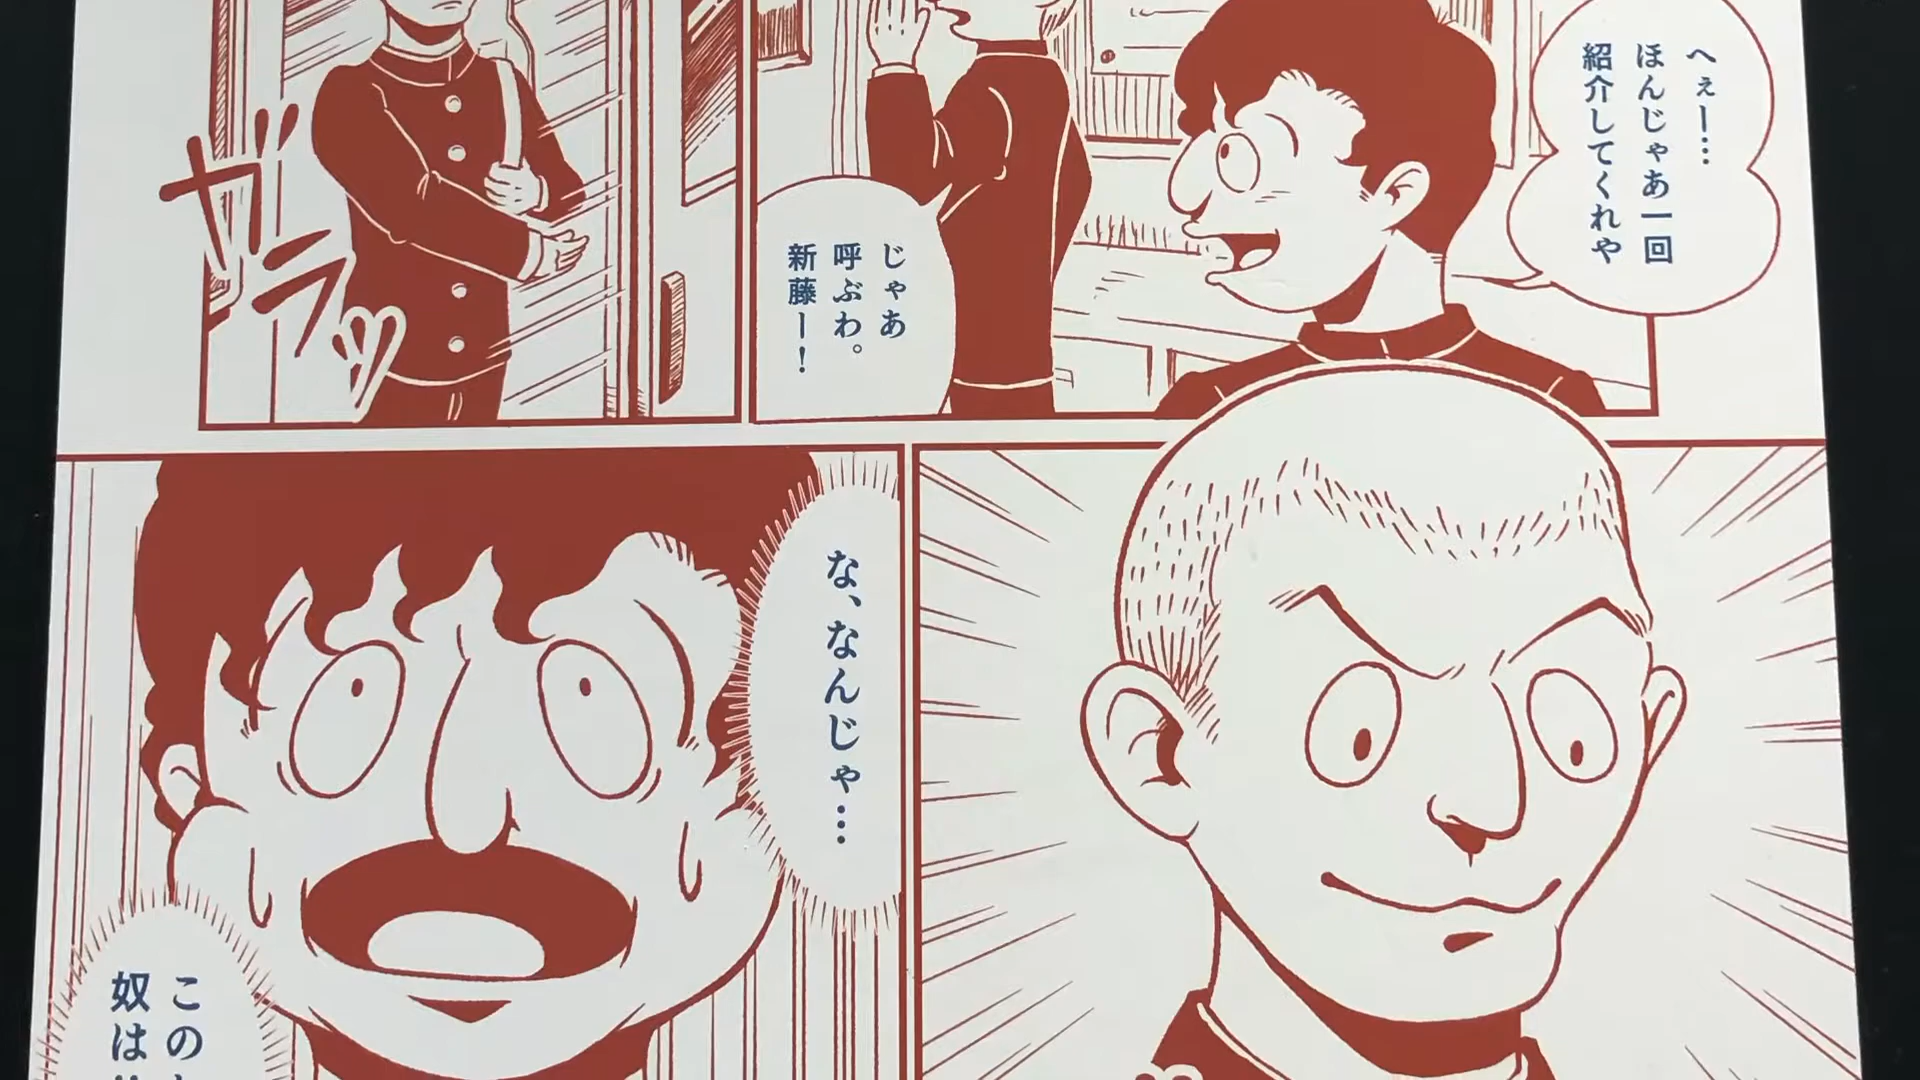 へぇー…
ほんじゃあ一回
紹介してくれや
じゃあ
呼ぶわ。
新藤ー！
ガラッ
な、なんじゃ…
この
奴は